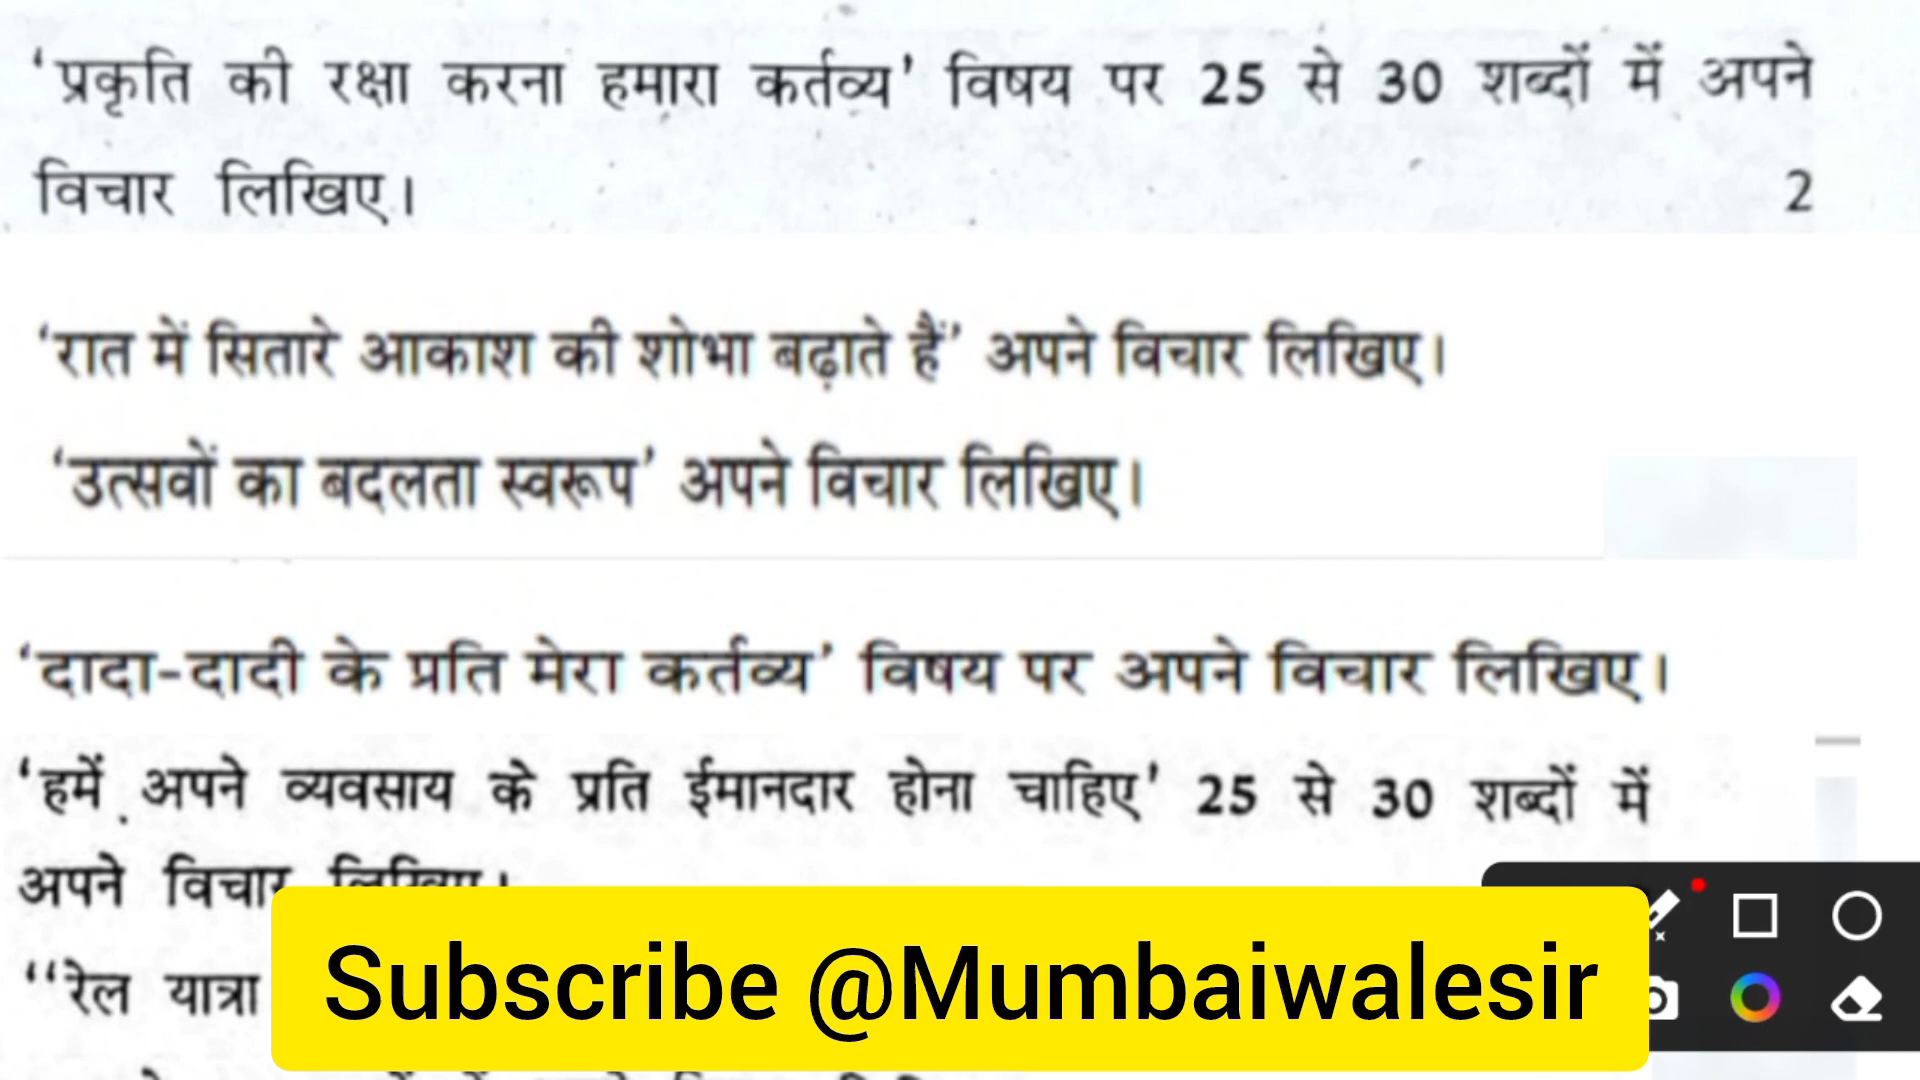 ‘प्रकृति की रक्षा करना हमारा कर्तव्य’ विषय पर 25 से 30 शब्दों में अपने
विचार लिखिए। 2
‘रात में सितारे आकाश की शोभा बढ़ाते हैं’ अपने विचार लिखिए।
‘उत्सवों का बदलता स्वरूप’ अपने विचार लिखिए।
‘दादा-दादी के प्रति मेरा कर्तव्य’ विषय पर अपने विचार लिखिए।
‘हमें अपने व्यवसाय के प्रति ईमानदार होना चाहिए’ 25 से 30 शब्दों में
अपने विचार लिखिए।
‘‘रेल यात्रा
Subscribe @Mumbaiwalesir